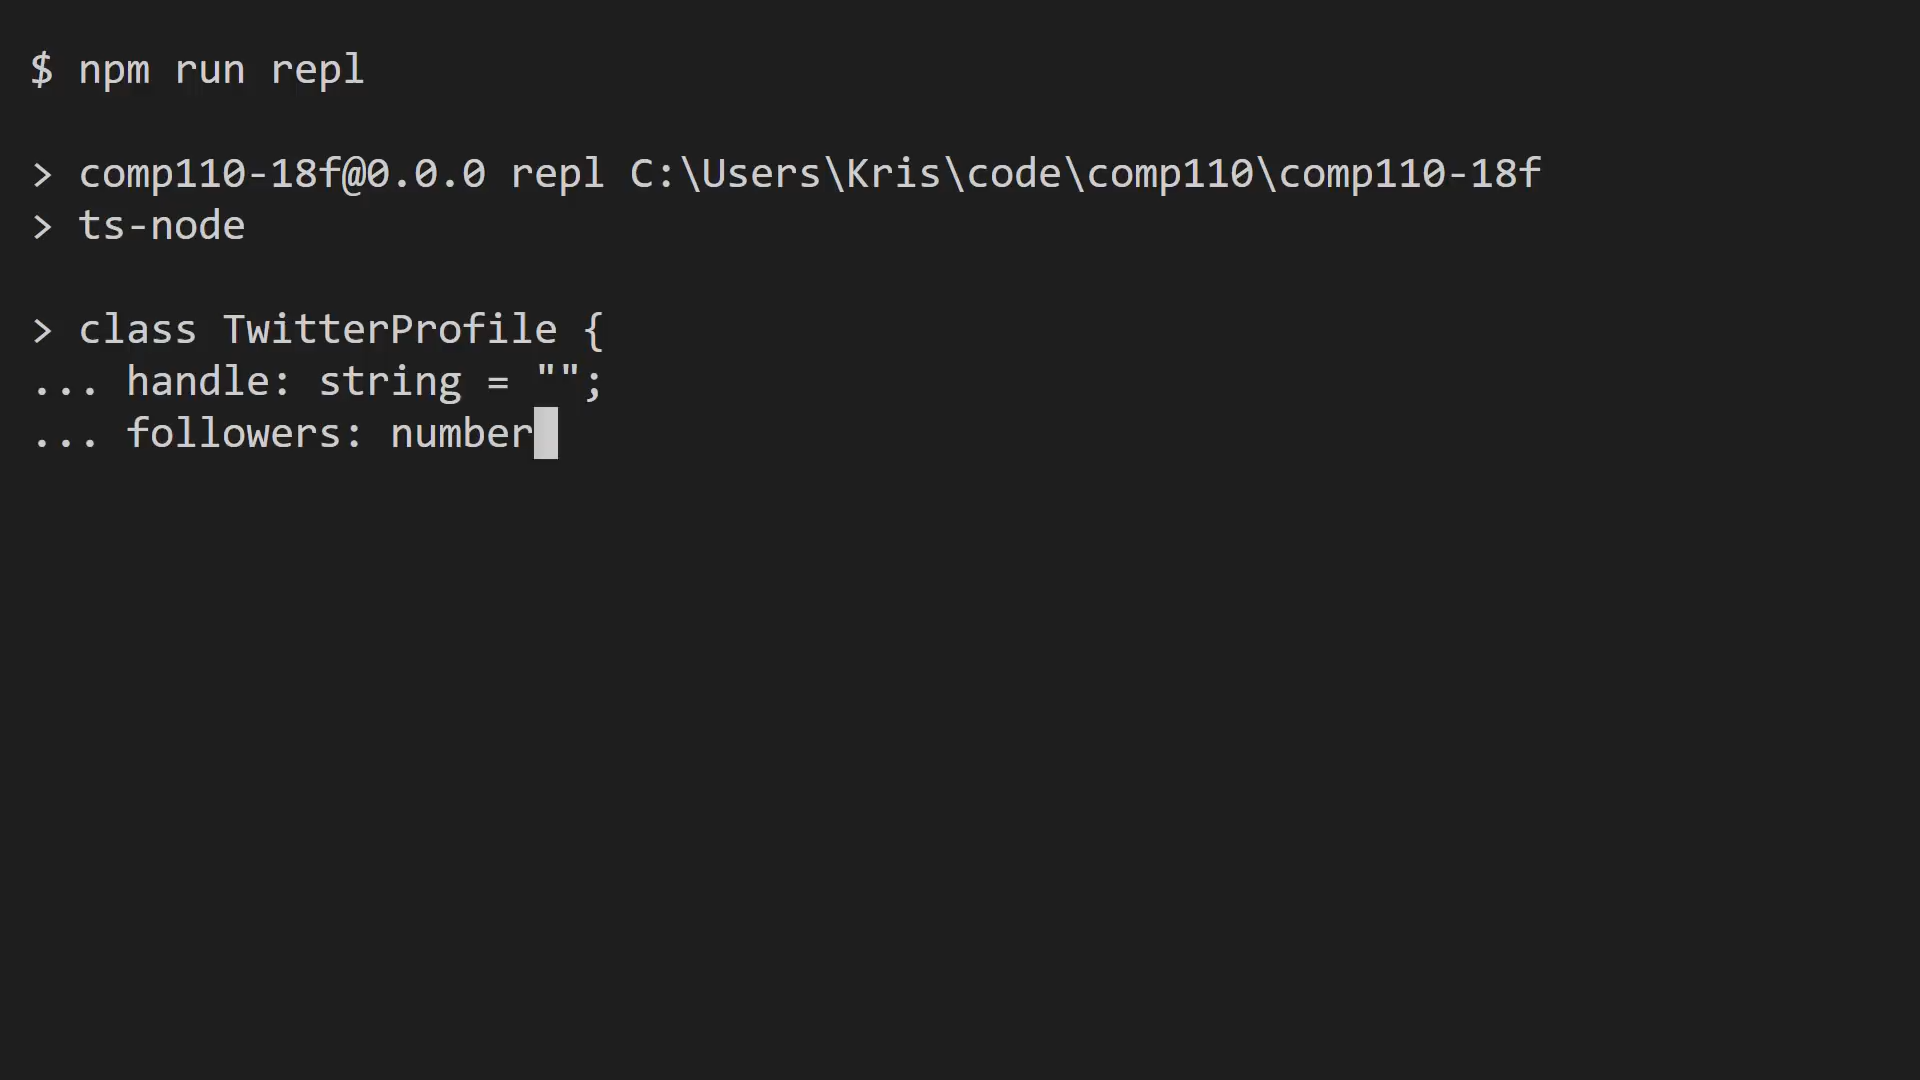 $ npm run repl
> comp110-18f@0.0.0 repl C:\Users\Kris\code\comp110\comp110-18f
> ts-node
> class TwitterProfile {
... handle: string = "";
... followers: number